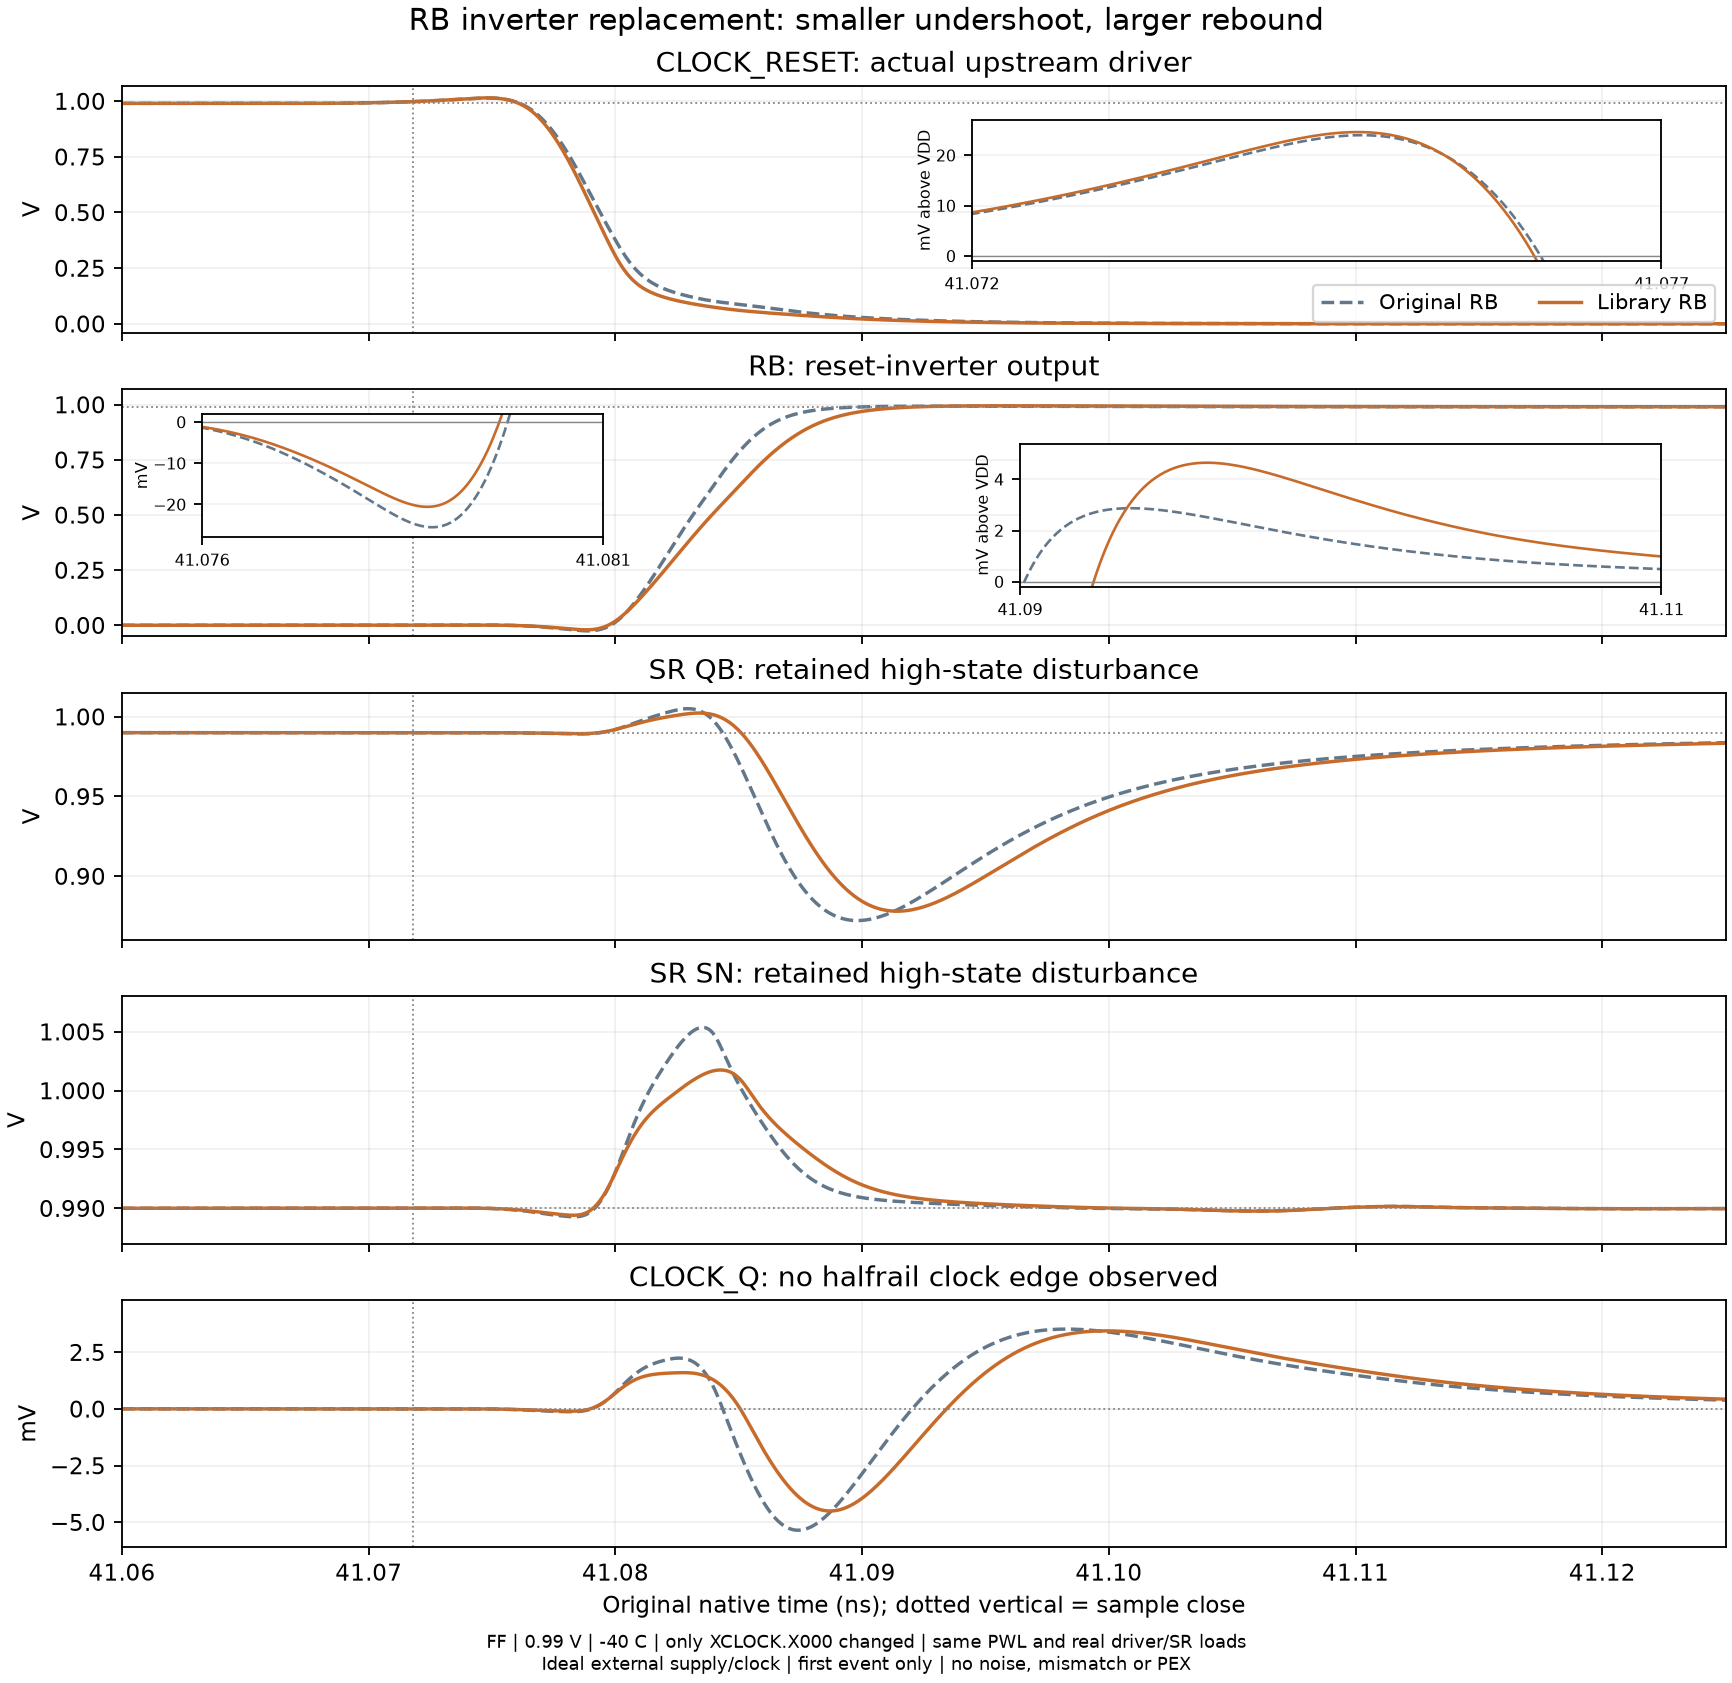 RB inverter replacement: smaller undershoot, larger rebound
CLOCK_RESET: actual upstream driver
1.00
0.75
0.50
0.25
0.00
V
20
10
0
mV above VDD
41.072
41.077
Original RB
Library RB
RB: reset-inverter output
1.00
0.75
0.50
0.25
0.00
V
0
−10
−20
mV
41.076
41.081
4
2
0
mV above VDD
41.09
41.11
SR QB: retained high-state disturbance
1.00
0.95
0.90
V
SR SN: retained high-state disturbance
1.005
1.000
0.995
0.990
V
CLOCK_Q: no halfrail clock edge observed
2.5
0.0
−2.5
−5.0
mV
41.06
41.07
41.08
41.09
41.10
41.11
41.12
Original native time (ns); dotted vertical = sample close
FF | 0.99 V | -40 C | only XCLOCK.X000 changed | same PWL and real driver/SR loads
Ideal external supply/clock | first event only | no noise, mismatch or PEX